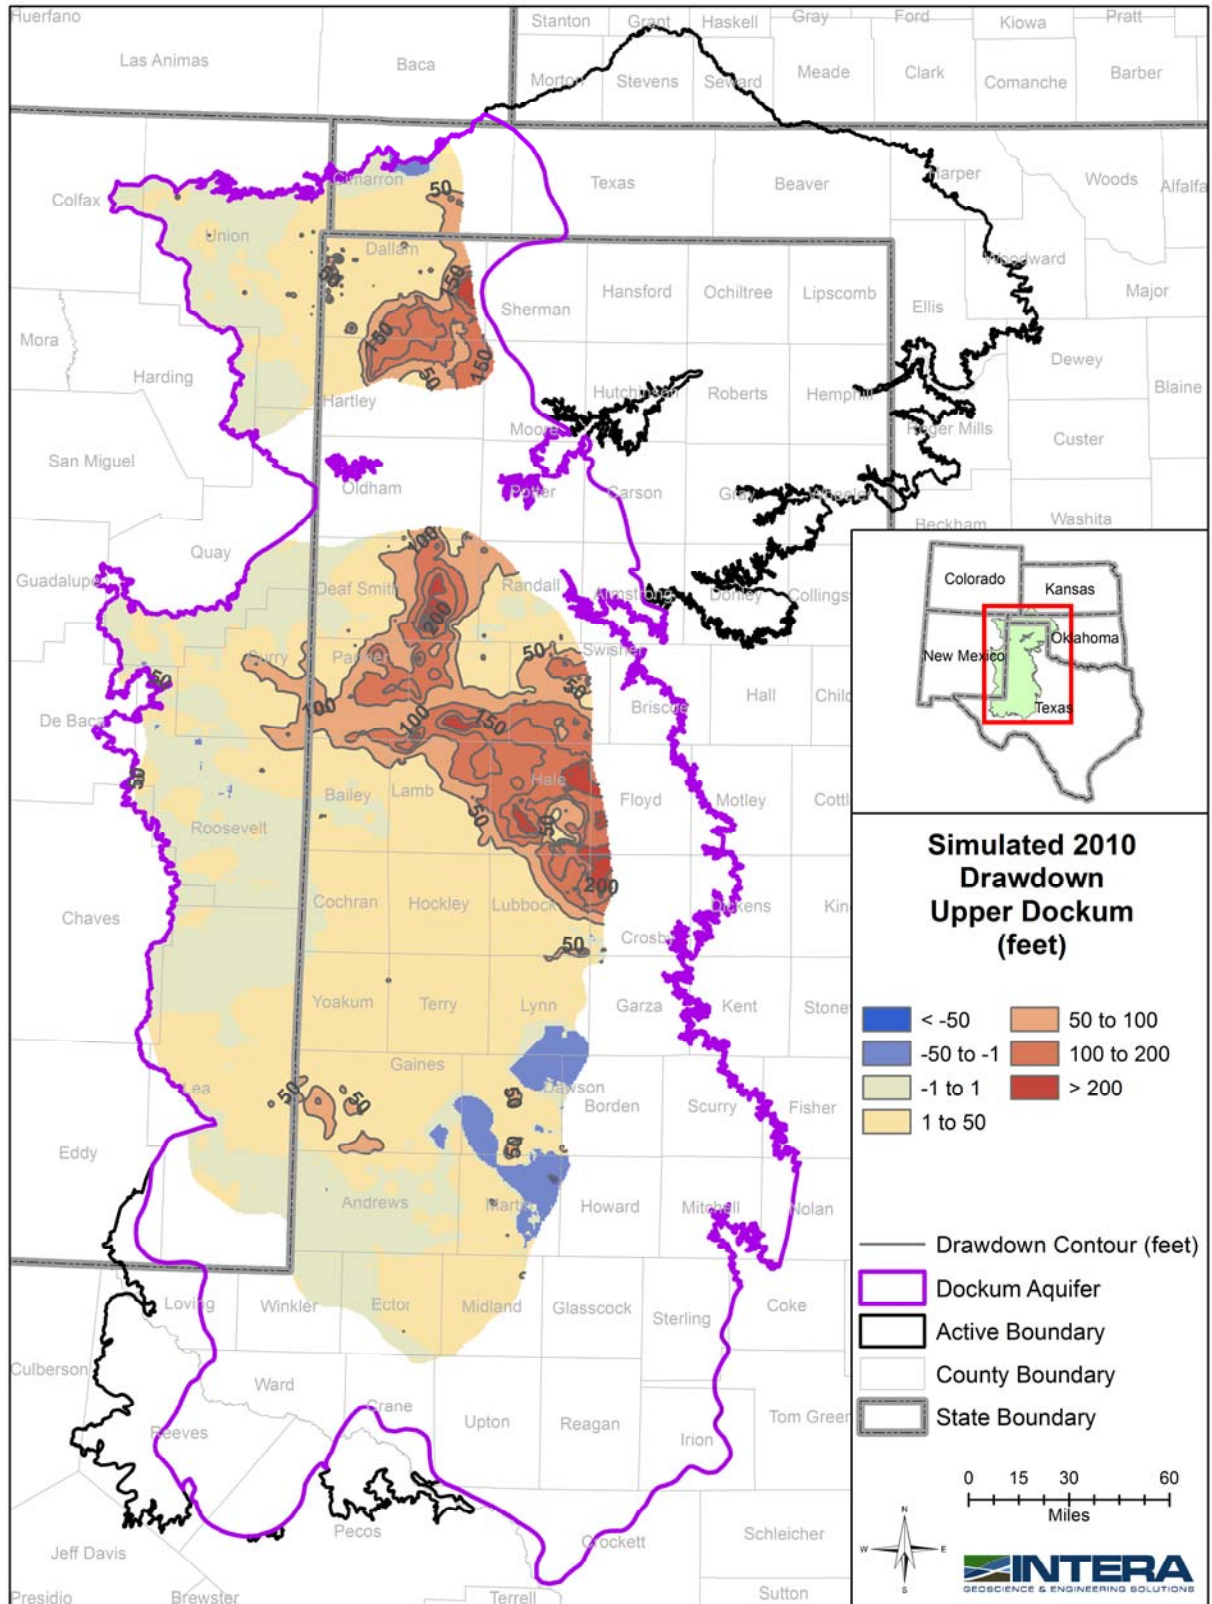 Huerfano
Las Animas
Baca
Stanton
Grant
Haskell
Gray
Ford
Kiowa
Pratt
Morton
Stevens
Seward
Meade
Clark
Comanche
Barber
Colfax
Cimarron
Texas
Beaver
Harper
Woods
Alfalfa
Union
Dallam
50
150
Sherman
Hansford
Ochiltree
Lipscomb
Ellis
Woodward
Major
Mora
Harding
150
50
150
Hartley
Hutchinson
Roberts
Hemphill
Dewey
Blaine
Moore
Roger Mills
Custer
San Miguel
Oldham
Potter
Carson
Gray
Wheeler
Beckham
Washita
Quay
100
Guadalupe
Deaf Smith
Randall
Armstrong
Donley
Collings
200
Curry
Parmer
50
Swisher
50
50
De Baca
100
100
150
Briscoe
Hall
Child
50
Bailey
Lamb
Hale
Floyd
Motley
Cottl
Roosevelt
50
50
200
Chaves
Cochran
Hockley
Lubbock
Crosby
Dickens
Kin
50
Yoakum
Terry
Lynn
Garza
Kent
Stone
Lea
Gaines
Dawson
Borden
Scurry
Fisher
50
50
50
50
Eddy
Andrews
Martin
Howard
Mitchell
Nolan
Loving
Winkler
Ector
Midland
Glasscock
Sterling
Coke
Culberson
Ward
Crane
Reeves
Upton
Reagan
Irion
Tom Green
Pecos
Crockett
Schleicher
Jeff Davis
Presidio
Brewster
Terrell
Sutton
Colorado
Kansas
New Mexico
Oklahoma
Texas
Simulated 2010
Drawdown
Upper Dockum
(feet)
< -50
50 to 100
-50 to -1
100 to 200
-1 to 1
> 200
1 to 50
Drawdown Contour (feet)
Dockum Aquifer
Active Boundary
County Boundary
State Boundary
0 15 30 60
Miles
N
W E
S
INTERA
GEOSCIENCE & ENGINEERING SOLUTIONS